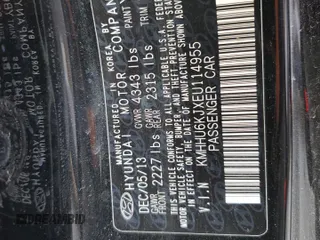 MANUFACTURED IN KOREA BY
HYUNDAI MOTOR COMPANY
DEC/05/13 GVWR 4343 lbs
GAWR FRONT 2227 lbs GAWR REAR 2315 lbs
THIS VEHICLE CONFORMS TO ALL APPLICABLE
FEDERAL MOTOR VEHICLE SAFETY, BUMPER,
AND THEFT PREVENTION STANDARDS IN
EFFECT ON THE DATE OF
MANUFACTURE SHOWN ABOVE.
V.I.N KMHHU6KJXEU114955
PASSENGER CAR
PAINT
TRIM